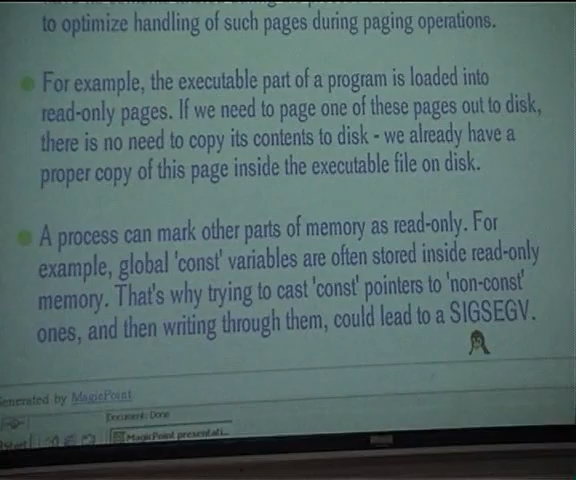 to optimize handling of such pages during paging operations.
For example, the executable part of a program is loaded into
read-only pages. If we need to page one of these pages out to disk,
there is no need to copy its contents to disk - we already have a
proper copy of this page inside the executable file on disk.
A process can mark other parts of memory as read-only. For
example, global 'const' variables are often stored inside read-only
memory. That's why trying to cast 'const' pointers to 'non-const'
ones, and then writing through them, could lead to a SIGSEGV.
Generated by MagicPoint
Document: Done
Start MagicPoint presentati...